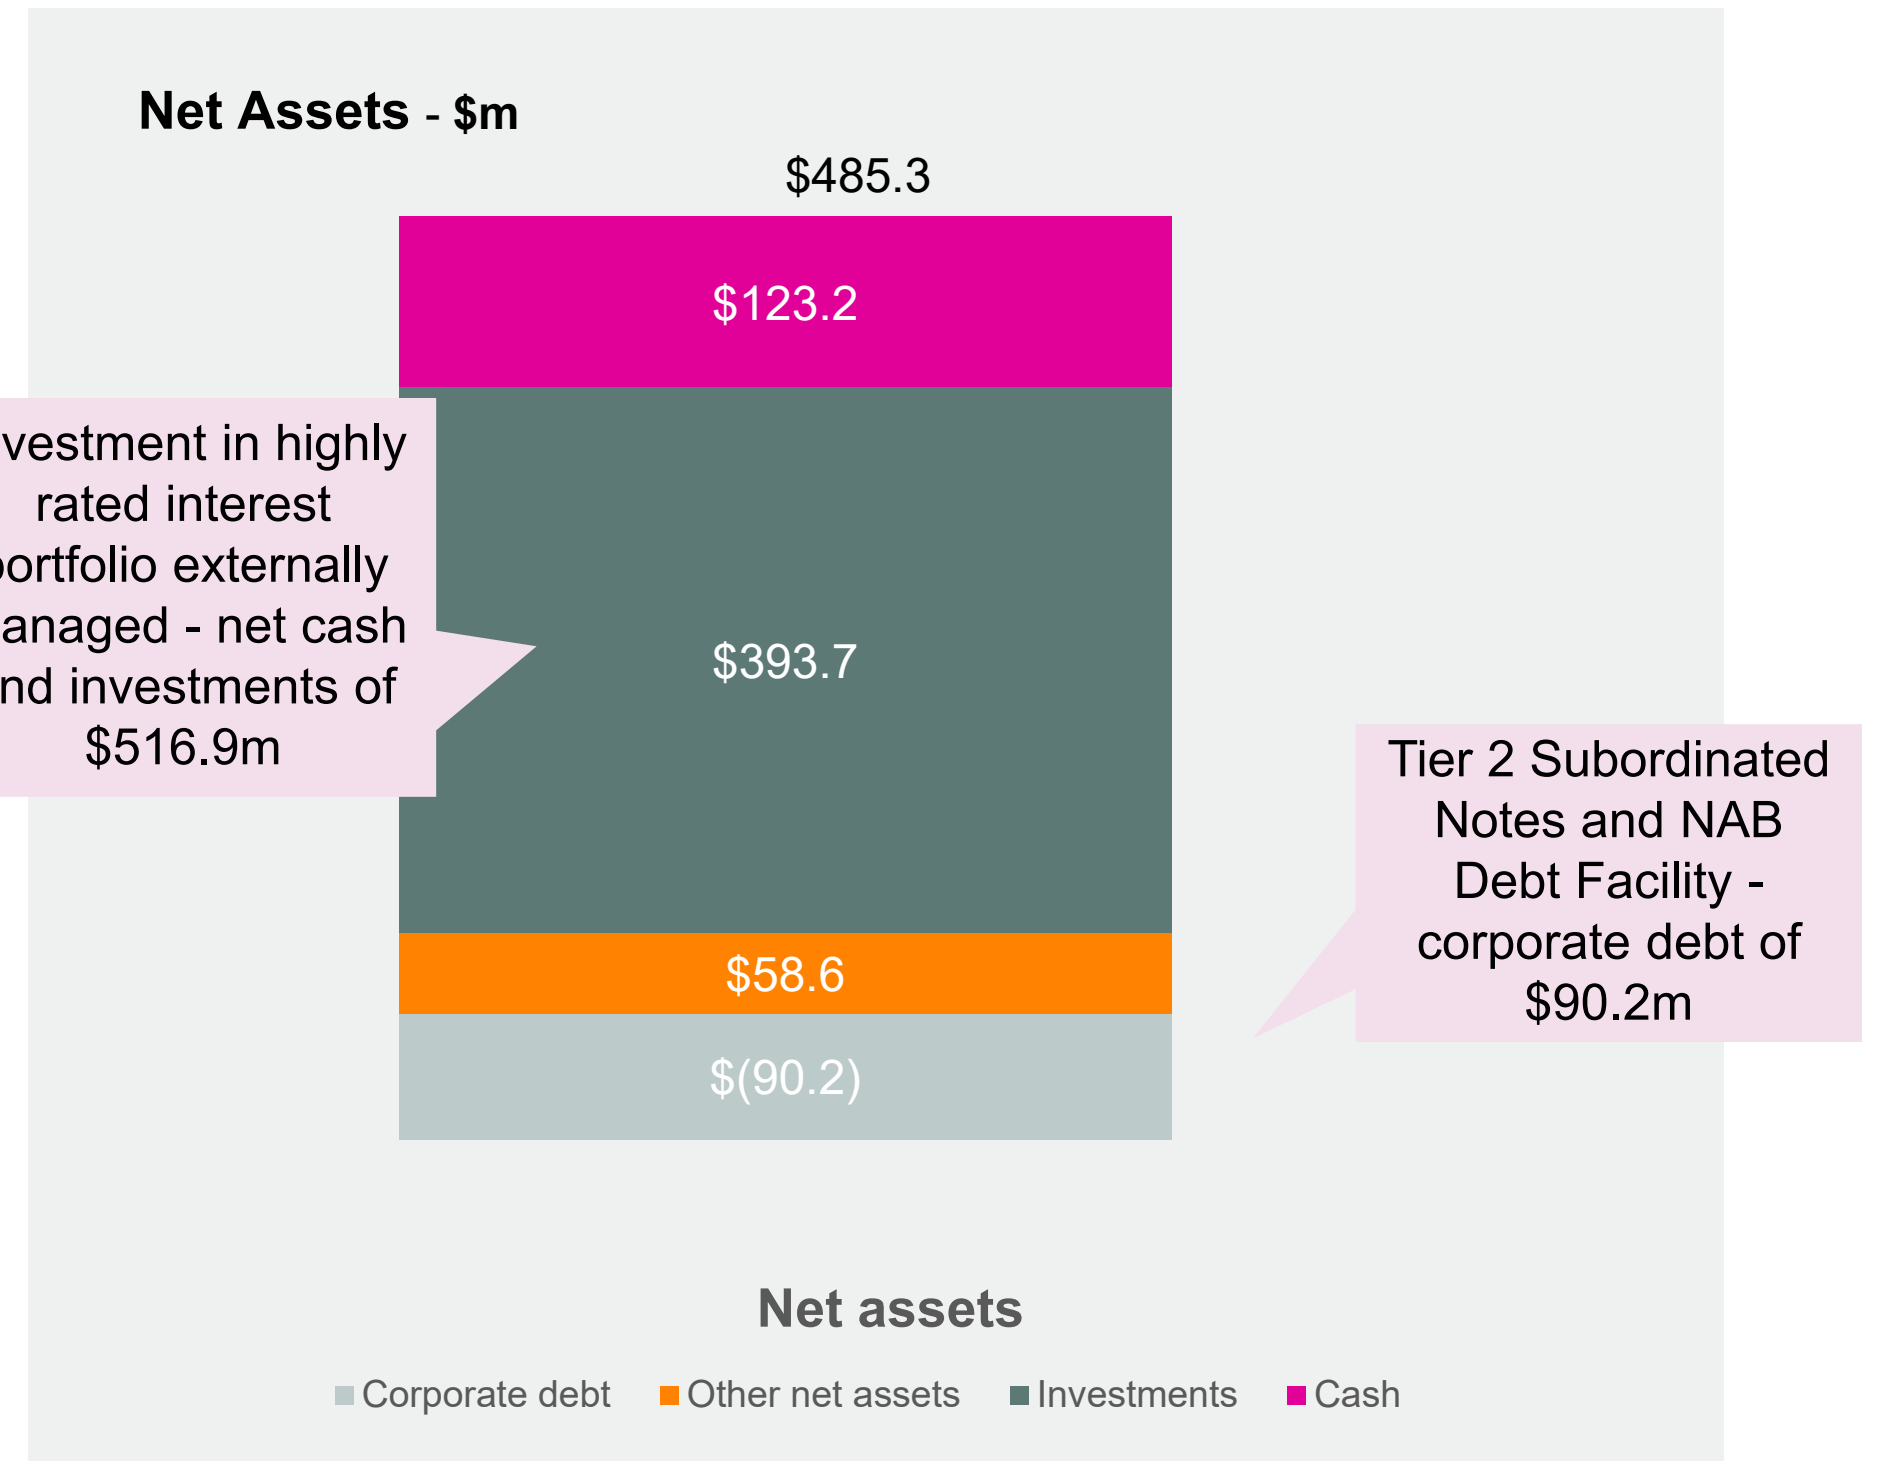 Net Assets - $m
$485.3
$123.2
vestment in highly
rated interest
portfolio externally
anaged - net cash
nd investments of
$516.9m
$393.7
Tier 2 Subordinated
Notes and NAB
Debt Facility -
corporate debt of
$90.2m
$58.6
$(90.2)
Net assets
Corporate debt
Other net assets
Investments
Cash